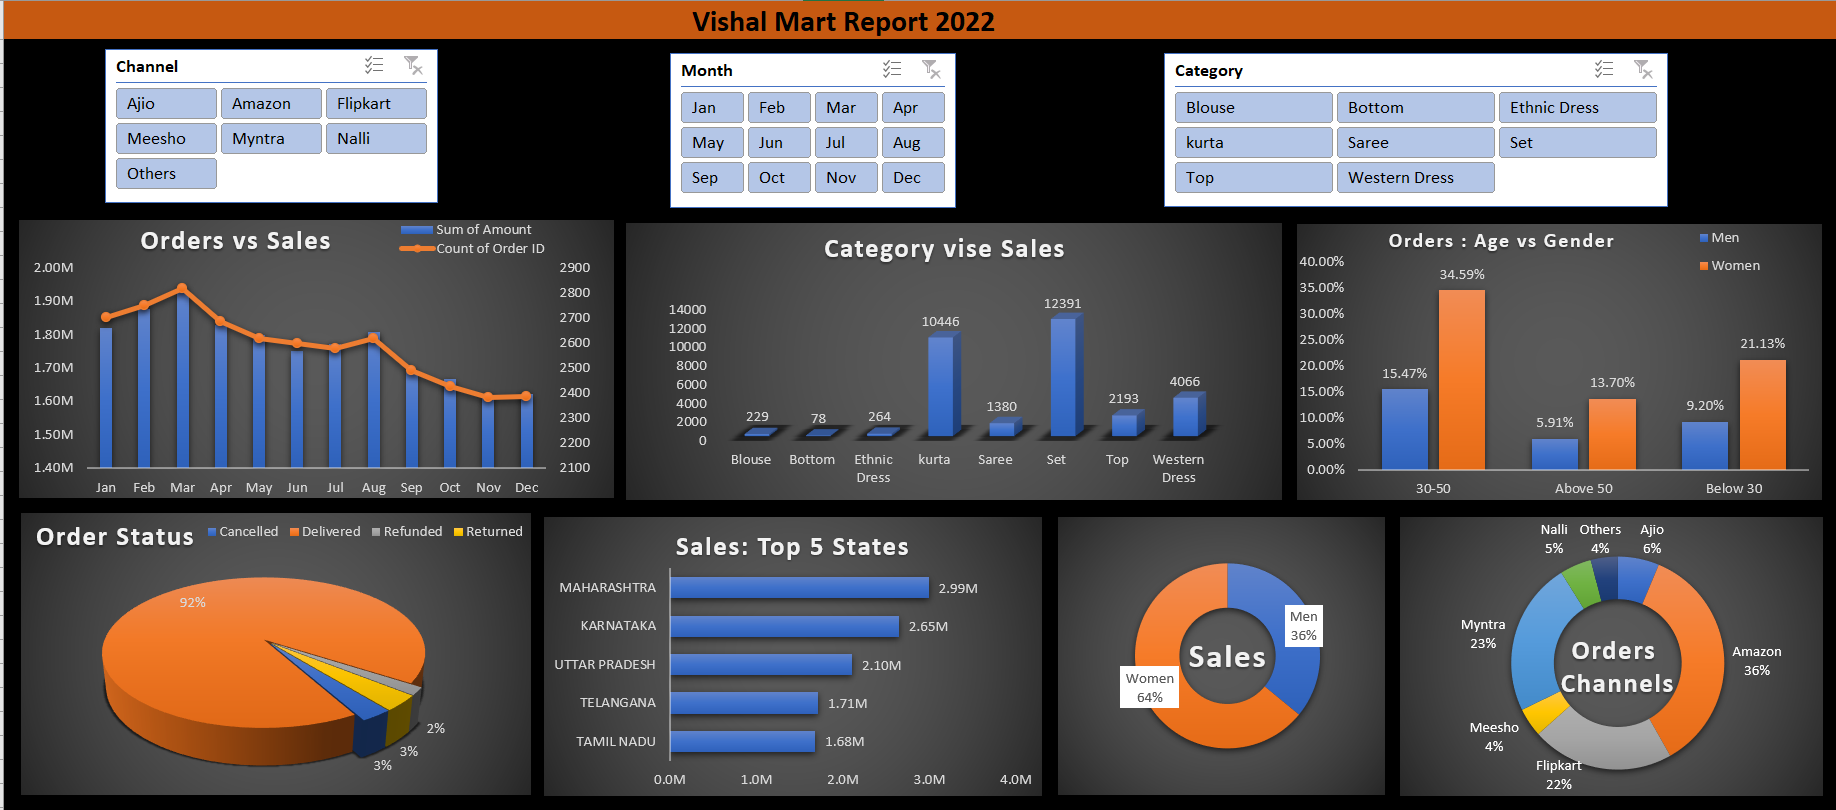 Vishal Mart Report 2022
Channel
Ajio Amazon Flipkart
Meesho Myntra Nalli
Others
Month
Jan Feb Mar Apr
May Jun Jul Aug
Sep Oct Nov Dec
Category
Blouse Bottom Ethnic Dress
kurta Saree Set
Top Western Dress
Orders vs Sales
Sum of Amount
Count of Order ID
2.00M
1.90M
1.80M
1.70M
1.60M
1.50M
1.40M
2900
2800
2700
2600
2500
2400
2300
2200
2100
Jan Feb Mar Apr May Jun Jul Aug Sep Oct Nov Dec
Category vise Sales
14000
12000
10000
8000
6000
4000
2000
0
229 78 264 10446 1380 12391 2193 4066
Blouse Bottom Ethnic Dress kurta Saree Set Top Western Dress
Orders : Age vs Gender
Men
Women
40.00%
35.00%
30.00%
25.00%
20.00%
15.00%
10.00%
5.00%
0.00%
15.47% 34.59% 5.91% 13.70% 9.20% 21.13%
30-50 Above 50 Below 30
Order Status
Cancelled Delivered Refunded Returned
92%
2%
3%
3%
Sales: Top 5 States
MAHARASHTRA 2.99M
KARNATAKA 2.65M
UTTAR PRADESH 2.10M
TELANGANA 1.71M
TAMIL NADU 1.68M
0.0M 1.0M 2.0M 3.0M 4.0M
Men
36%
Sales
Women
64%
Nalli
5%
Others
4%
Ajio
6%
Myntra
23%
Amazon
36%
Orders
Channels
Meesho
4%
Flipkart
22%